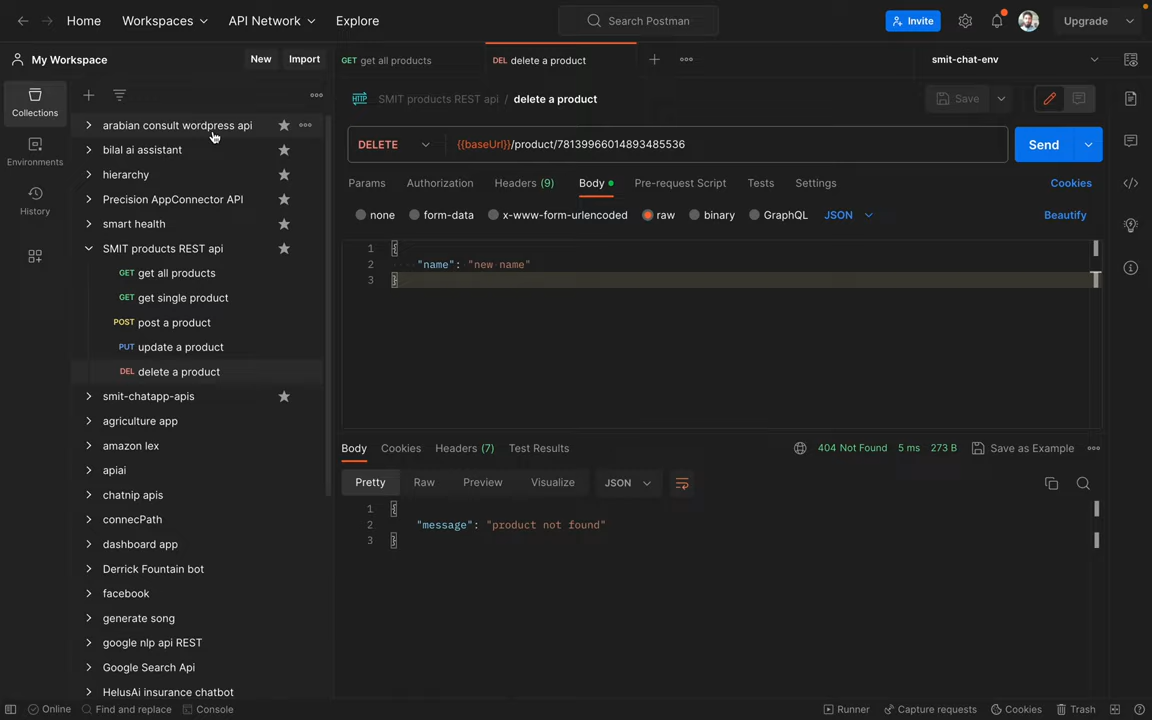 Home Workspaces API Network Explore Search Postman Invite Upgrade
My Workspace New Import GET get all products DEL delete a product smit-chat-env
Collections
Environments
History
arabian consult wordpress api
bilal ai assistant
hierarchy
Precision AppConnector API
smart health
SMIT products REST api
GET get all products
GET get single product
POST post a product
PUT update a product
DEL delete a product
smit-chatapp-apis
agriculture app
amazon lex
apiai
chatnip apis
connecPath
dashboard app
Derrick Fountain bot
facebook
generate song
google nlp api REST
Google Search Api
HelusAi insurance chatbot
HTTP SMIT products REST api / delete a product Save
DELETE {{baseUrl}}/product/78139966014893485536 Send
Params Authorization Headers (9) Body Pre-request Script Tests Settings Cookies
none form-data x-www-form-urlencoded raw binary GraphQL JSON Beautify
1 {
2 "name": "new name"
3 }
Body Cookies Headers (7) Test Results 404 Not Found 5 ms 273 B Save as Example
Pretty Raw Preview Visualize JSON
1 {
2 "message": "product not found"
3 }
Online Find and replace Console Runner Capture requests Cookies Trash